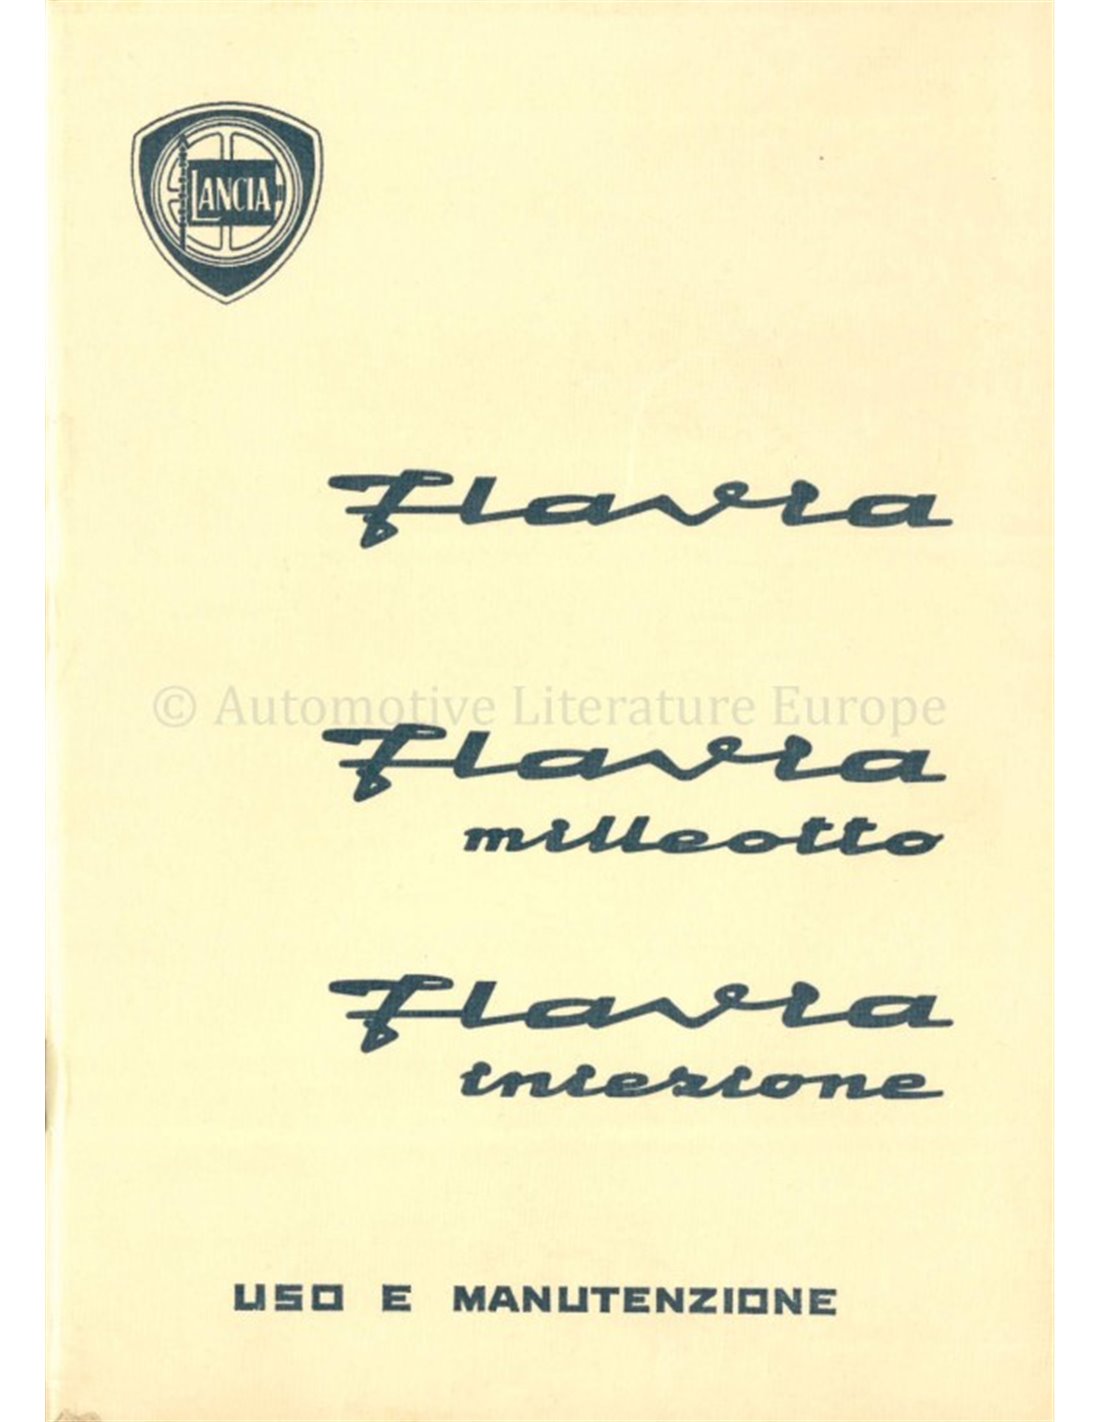 LANCIA
Flavia
© Automotive Literature Europe
Flavia
milleotto
Flavia
iniezione
USO E MANUTENZIONE